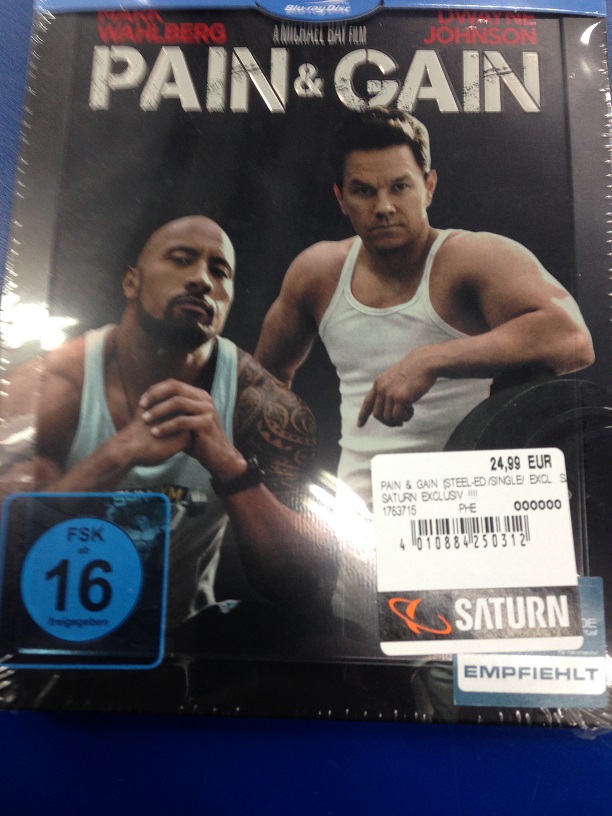 Blu-ray Disc
MARK
WAHLBERG
A MICHAEL BAY FILM
DWAYNE
JOHNSON
PAIN & GAIN
24,99 EUR
PAIN & GAIN (STEEL-ED/SINGLE/ EXCL S
SATURN EXCLUSIV !!!!
1763715 PHE 000000
4 010884 250312
SATURN
EMPFIEHLT
FSK
ab
16
freigegeben